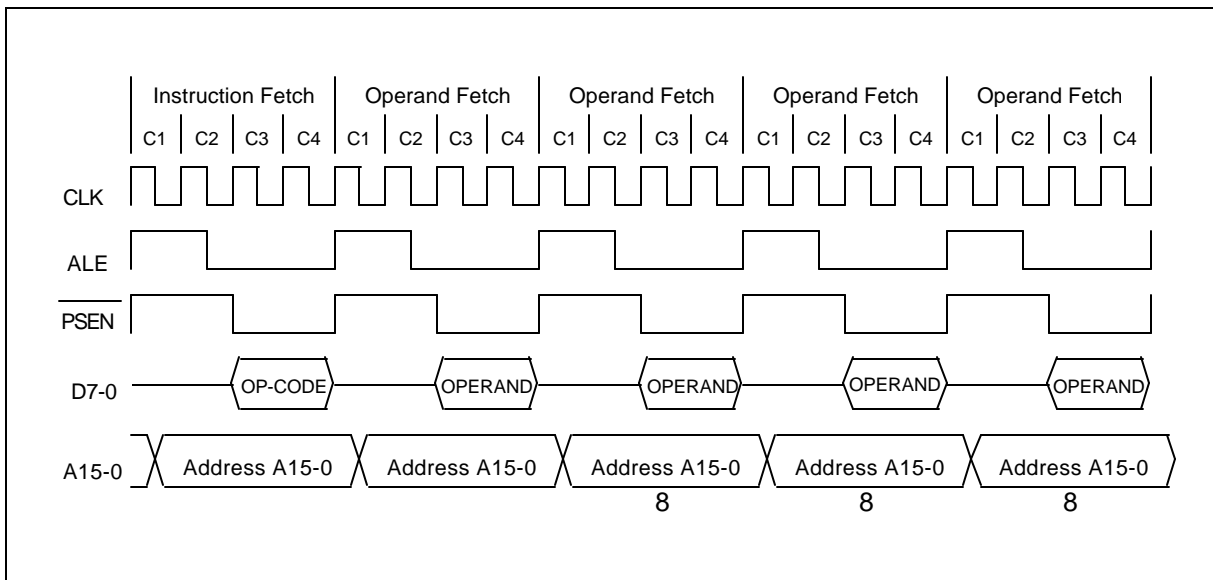 Instruction Fetch Operand Fetch Operand Fetch Operand Fetch Operand Fetch
C1 C2 C3 C4 C1 C2 C3 C4 C1 C2 C3 C4 C1 C2 C3 C4 C1 C2 C3 C4
CLK
ALE
PSEN
D7-0 OP-CODE OPERAND OPERAND OPERAND OPERAND
A15-0 Address A15-0 Address A15-0 Address A15-0 Address A15-0 Address A15-0
8 8 8